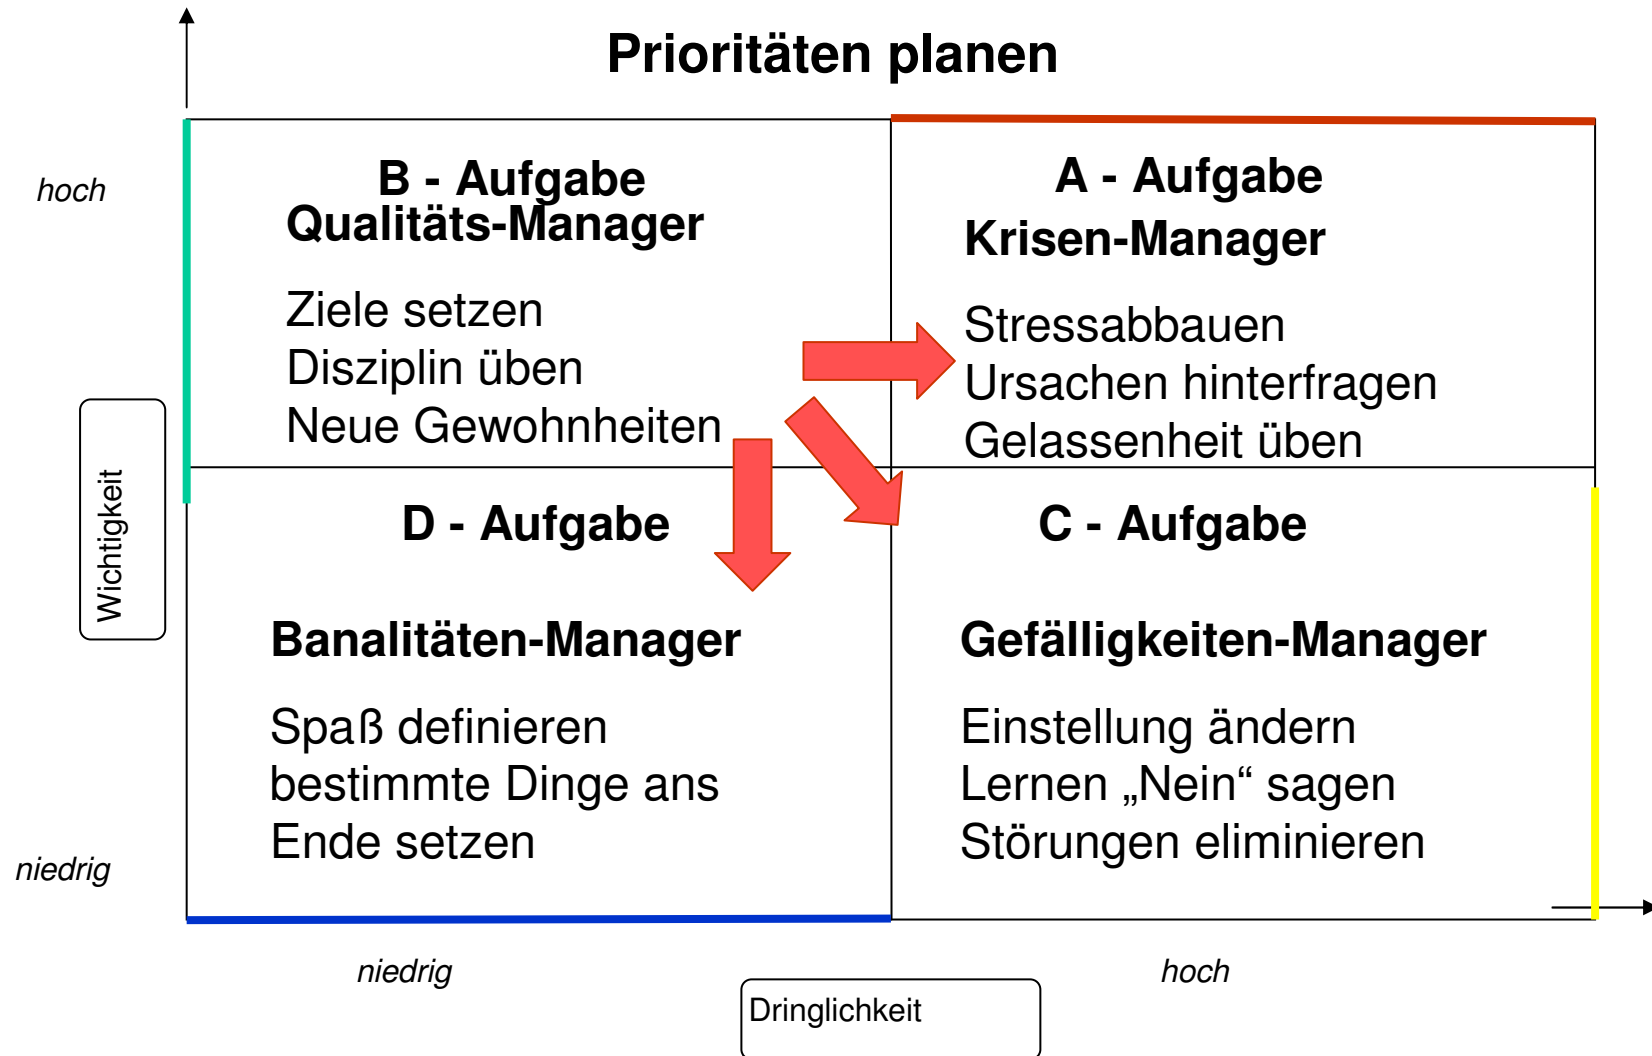 Prioritäten planen
hoch
B - Aufgabe
Qualitäts-Manager
Ziele setzen
Disziplin üben
Neue Gewohnheiten
A - Aufgabe
Krisen-Manager
Stressabbauen
Ursachen hinterfragen
Gelassenheit üben
Wichtigkeit
D - Aufgabe
Banalitäten-Manager
Spaß definieren
bestimmte Dinge ans
Ende setzen
C - Aufgabe
Gefälligkeiten-Manager
Einstellung ändern
Lernen „Nein“ sagen
Störungen eliminieren
niedrig
niedrig
hoch
Dringlichkeit